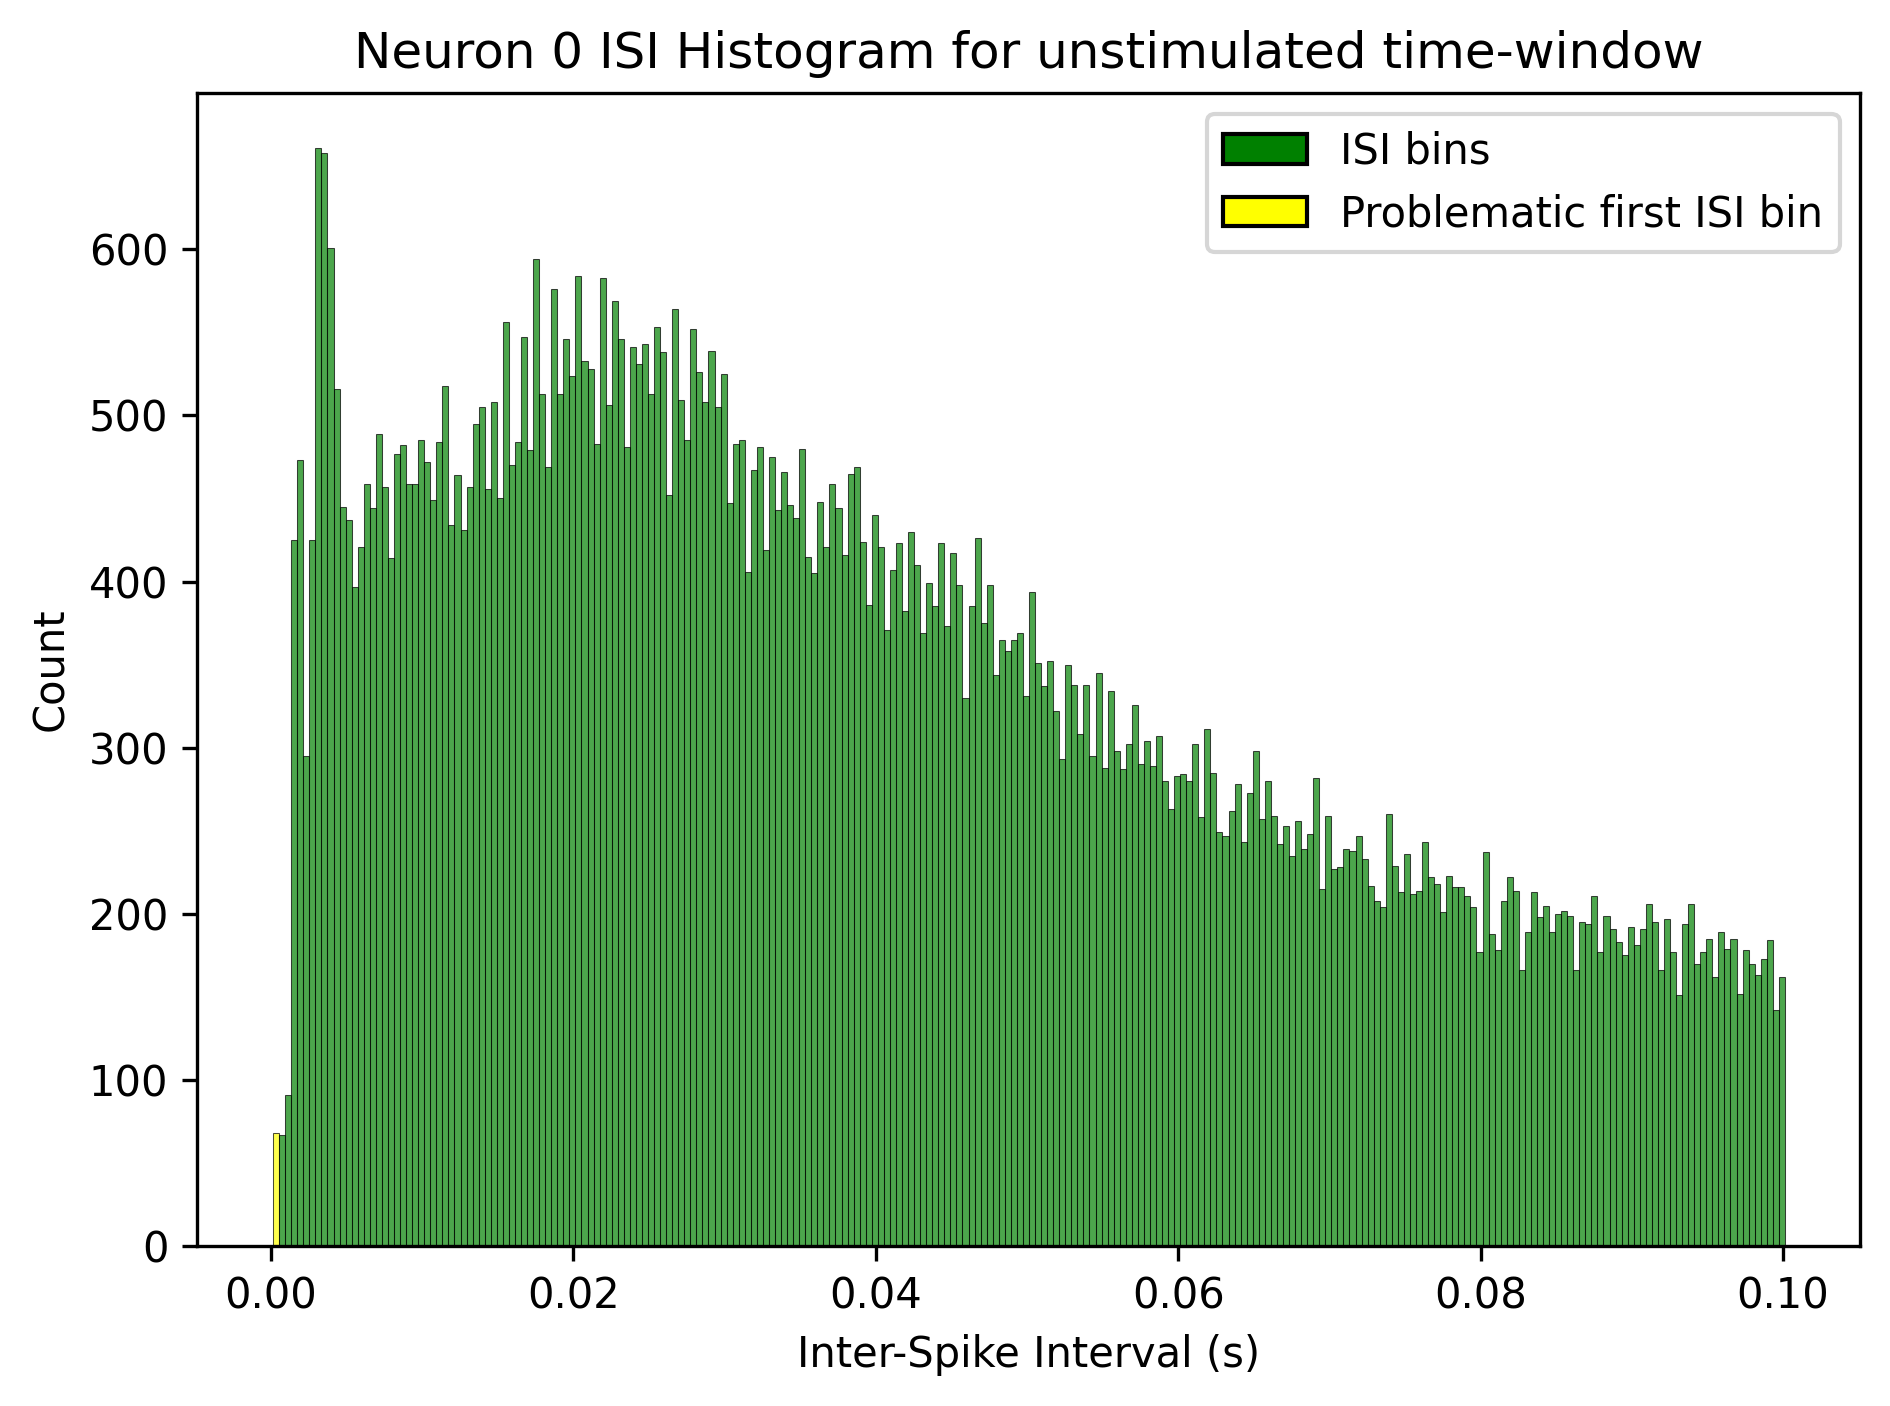 Neuron 0 ISI Histogram for unstimulated time-window
ISI bins
Problematic first ISI bin
Count
600
500
400
300
200
100
0
0.00 0.02 0.04 0.06 0.08 0.10
Inter-Spike Interval (s)